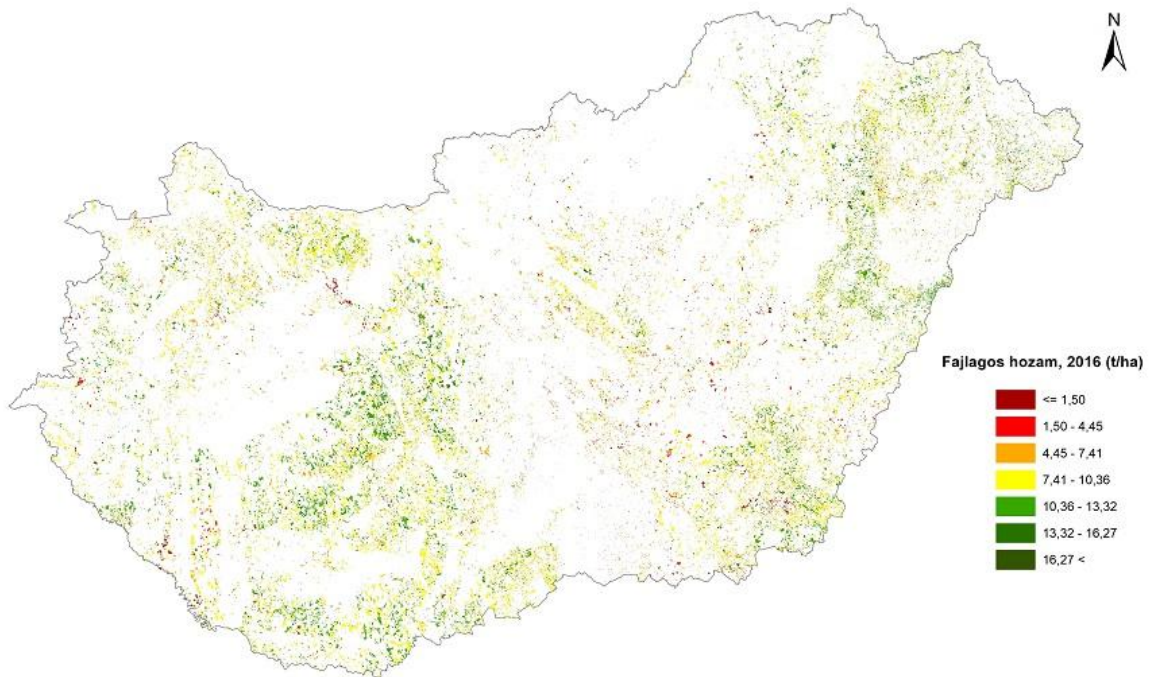 N
Fajlagos hozam, 2016 (t/ha)
<= 1,50
1,50 - 4,45
4,45 - 7,41
7,41 - 10,36
10,36 - 13,32
13,32 - 16,27
16,27 <